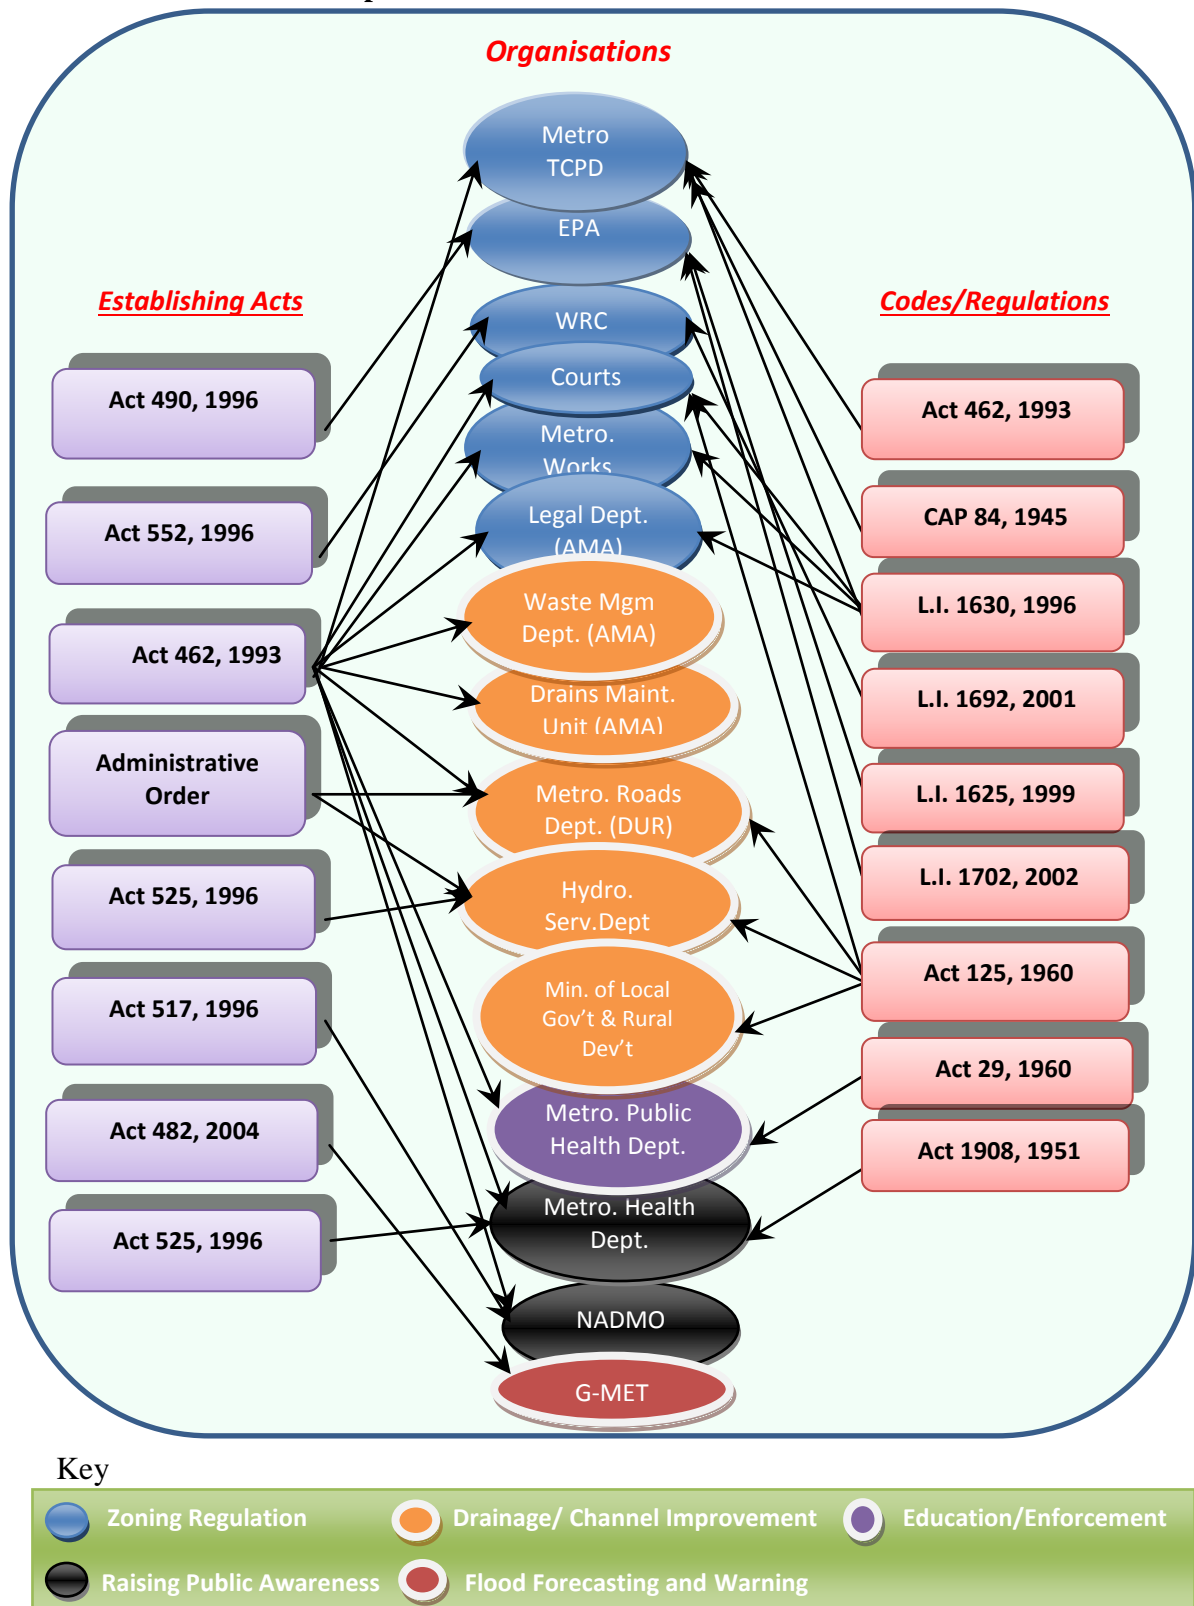 Organisations
Metro
TCPD
EPA
Establishing Acts
Codes/Regulations
WRC
Courts
Metro.
Works
Legal Dept.
(AMA)
Waste Mgm
Dept. (AMA)
Drains Maint.
Unit (AMA)
Metro. Roads
Dept. (DUR)
Hydro.
Serv.Dept
Min. of Local
Gov’t & Rural
Dev’t
Metro. Public
Health Dept.
Metro. Health
Dept.
NADMO
G-MET
Act 490, 1996
Act 552, 1996
Act 462, 1993
Administrative
Order
Act 525, 1996
Act 517, 1996
Act 482, 2004
Act 525, 1996
Act 462, 1993
CAP 84, 1945
L.I. 1630, 1996
L.I. 1692, 2001
L.I. 1625, 1999
L.I. 1702, 2002
Act 125, 1960
Act 29, 1960
Act 1908, 1951
Key
Zoning Regulation
Drainage/ Channel Improvement
Education/Enforcement
Raising Public Awareness
Flood Forecasting and Warning